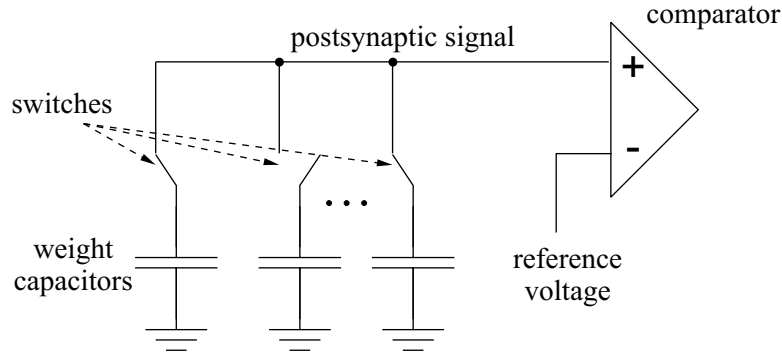 comparator
postsynaptic signal
+
switches
-
...
weight
capacitors
reference
voltage